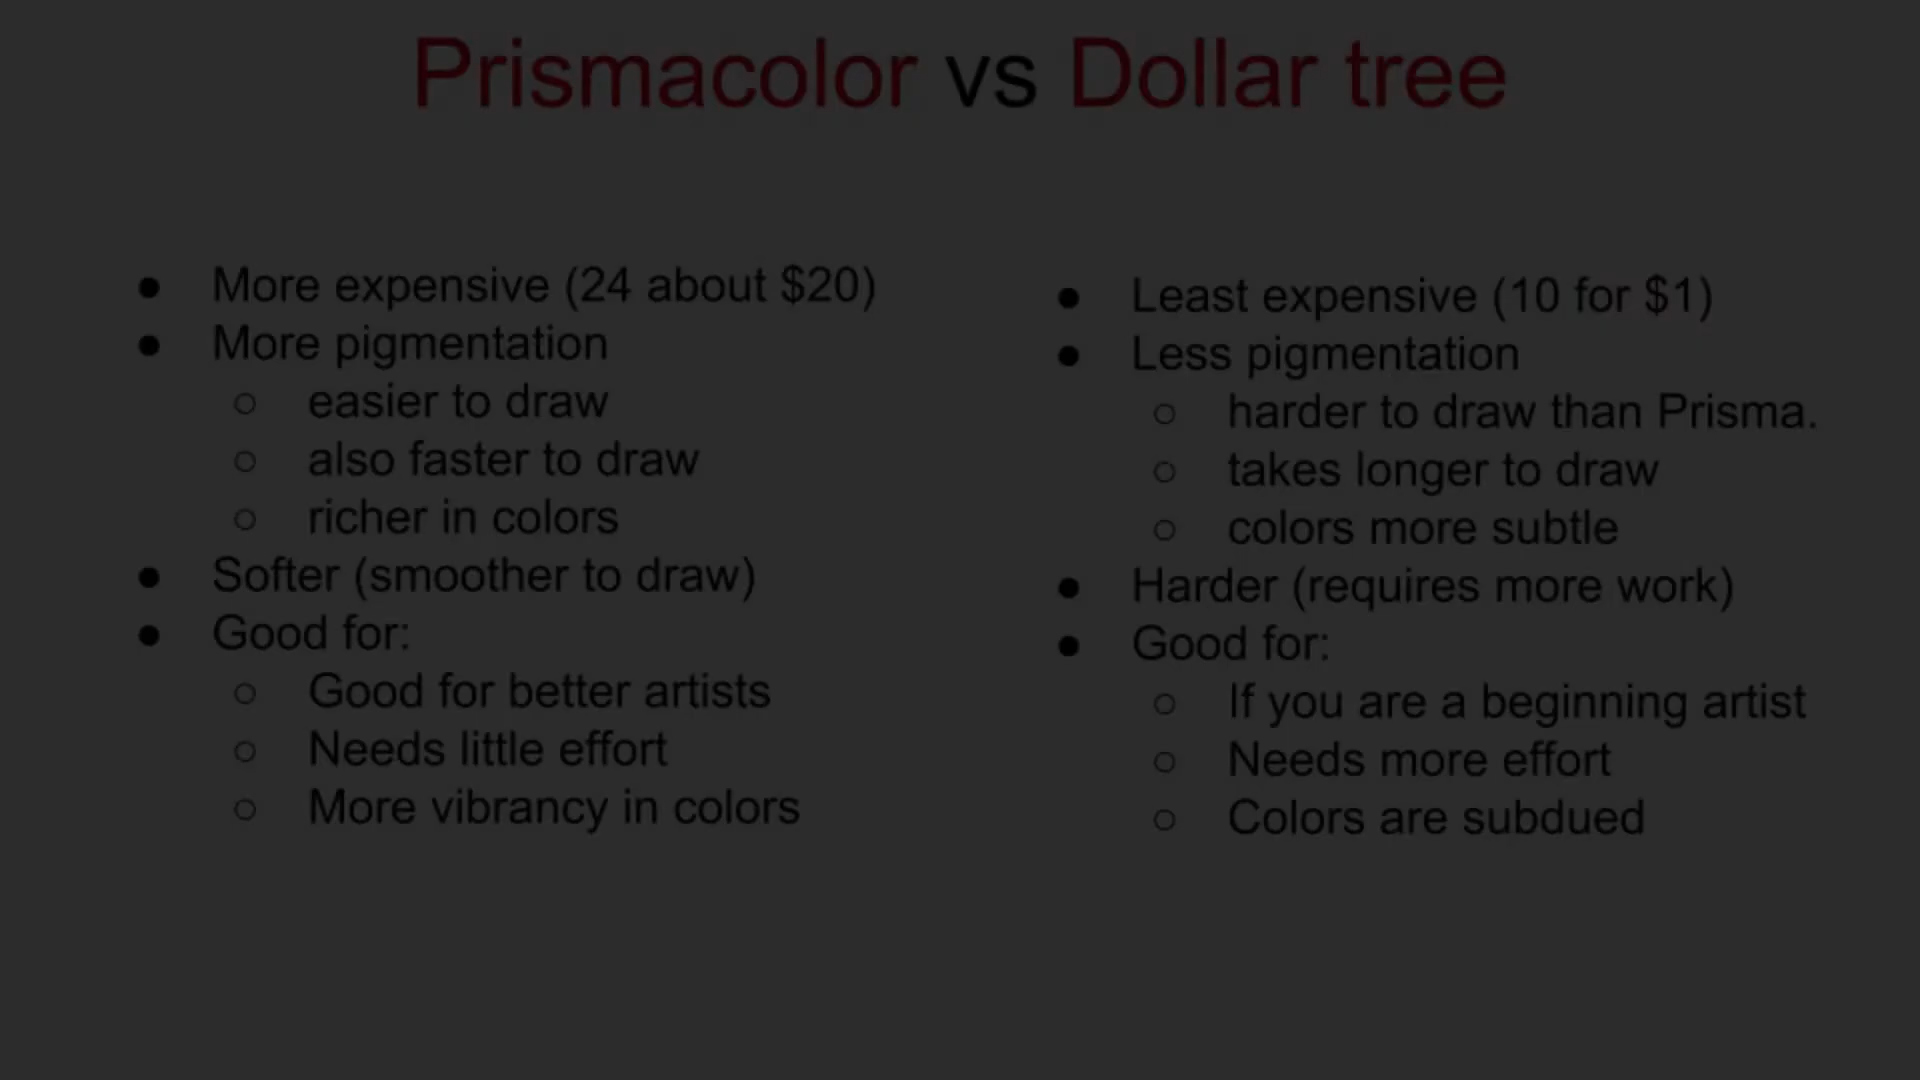 Prismacolor vs Dollar tree
● More expensive (24 about $20)
● More pigmentation
○ easier to draw
○ also faster to draw
○ richer in colors
● Softer (smoother to draw)
● Good for:
○ Good for better artists
○ Needs little effort
○ More vibrancy in colors
● Least expensive (10 for $1)
● Less pigmentation
○ harder to draw than Prisma.
○ takes longer to draw
○ colors more subtle
● Harder (requires more work)
● Good for:
○ If you are a beginning artist
○ Needs more effort
○ Colors are subdued